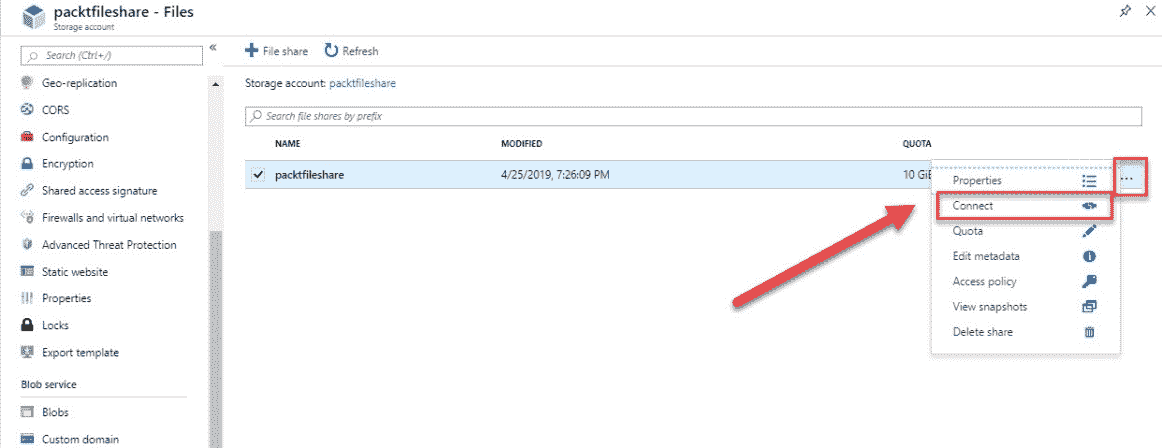 packtfileshare - Files
Storage account
Search (Ctrl+/)
Geo-replication
CORS
Configuration
Encryption
Shared access signature
Firewalls and virtual networks
Advanced Threat Protection
Static website
Properties
Locks
Export template
Blob service
Blobs
Custom domain
File share Refresh
Storage account: packtfileshare
Search file shares by prefix
NAME MODIFIED QUOTA
packtfileshare 4/25/2019, 7:26:09 PM 10 GiB
Properties
Connect
Quota
Edit metadata
Access policy
View snapshots
Delete share